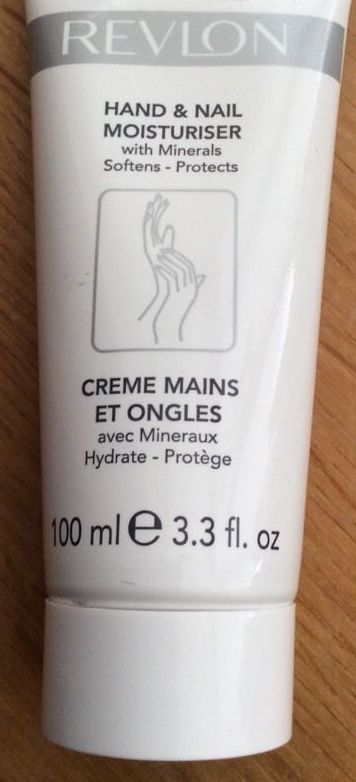 REVLON
HAND & NAIL
MOISTURISER
with Minerals
Softens - Protects
CREME MAINS
ET ONGLES
avec Mineraux
Hydrate - Protège
100 ml e 3.3 fl. oz